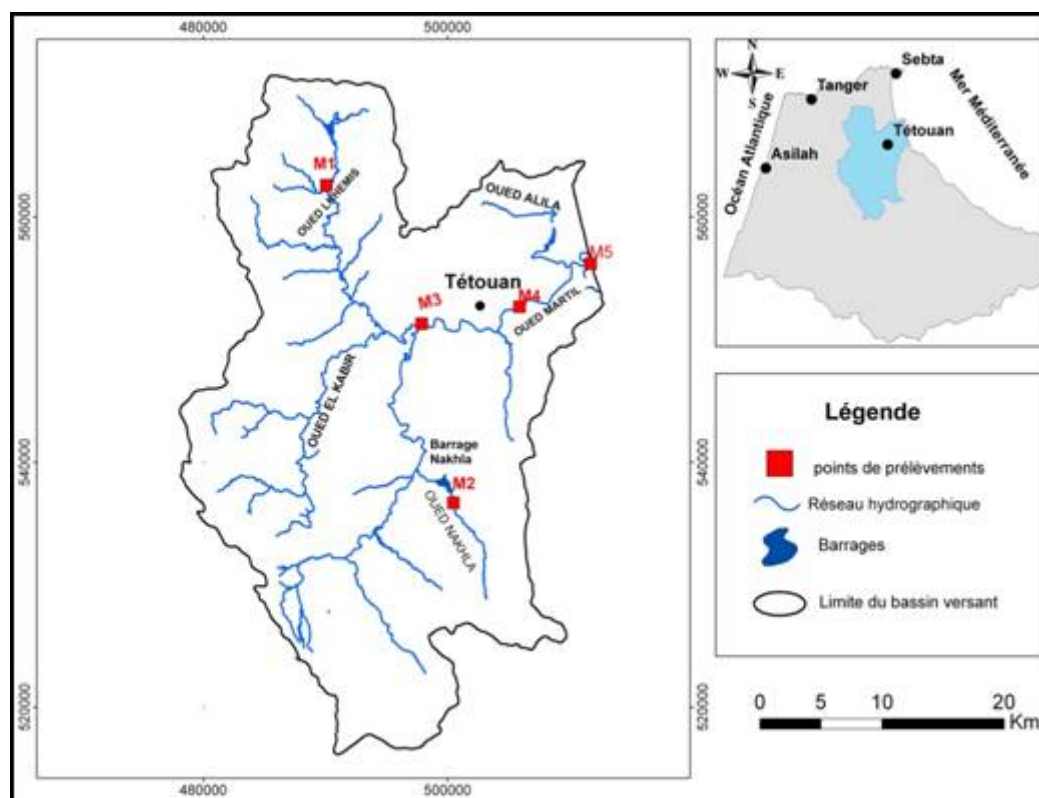 480000
500000
560000
540000
520000
M1
OUED LKHEMIS
OUED ALILA
M5
Tétouan
M3
M4
OUED MARTIL
OUED EL KABIR
Barrage
Nakhla
M2
OUED NAKHLA
560000
540000
520000
480000
500000
N
W
E
S
Sebta
Tanger
Tétouan
Asilah
Océan Atlantique
Mer Méditerranée
Légende
points de prélèvements
Réseau hydrographique
Barrages
Limite du bassin versant
0 5 10 20
Km